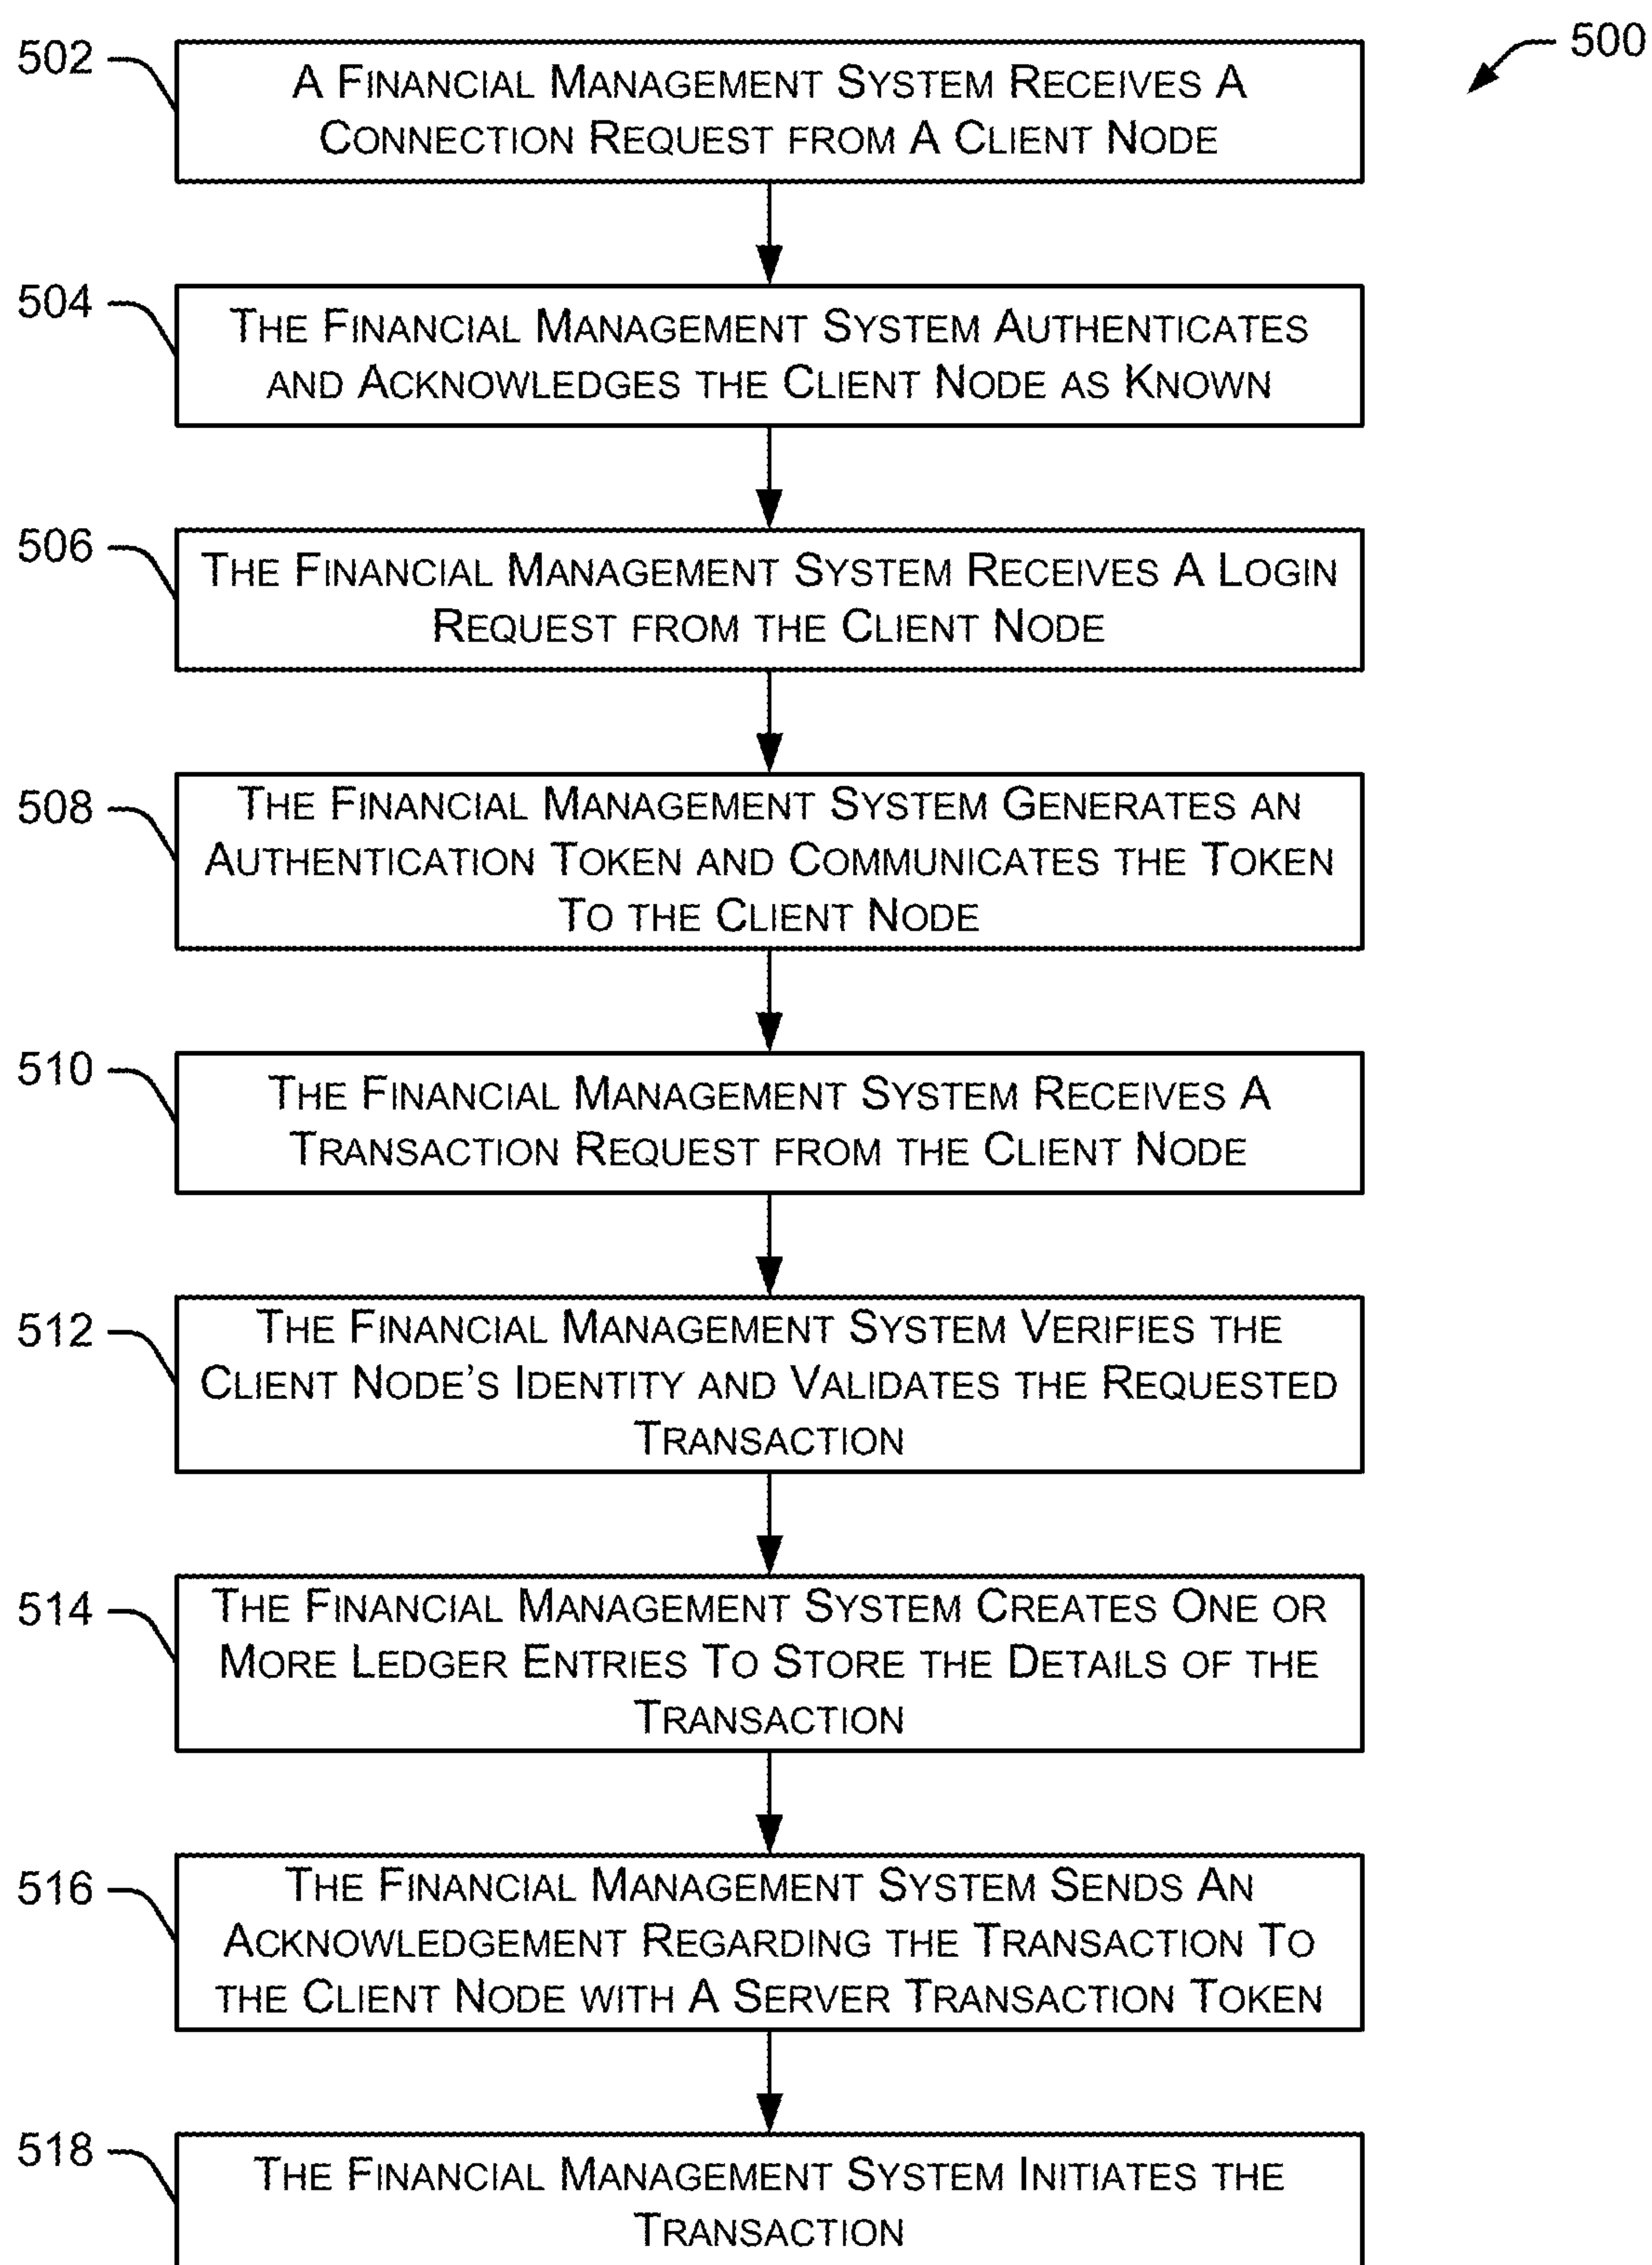 500
502
A FINANCIAL MANAGEMENT SYSTEM RECEIVES A
CONNECTION REQUEST FROM A CLIENT NODE
504
THE FINANCIAL MANAGEMENT SYSTEM AUTHENTICATES
AND ACKNOWLEDGES THE CLIENT NODE AS KNOWN
506
THE FINANCIAL MANAGEMENT SYSTEM RECEIVES A LOGIN
REQUEST FROM THE CLIENT NODE
508
THE FINANCIAL MANAGEMENT SYSTEM GENERATES AN
AUTHENTICATION TOKEN AND COMMUNICATES THE TOKEN
TO THE CLIENT NODE
510
THE FINANCIAL MANAGEMENT SYSTEM RECEIVES A
TRANSACTION REQUEST FROM THE CLIENT NODE
512
THE FINANCIAL MANAGEMENT SYSTEM VERIFIES THE
CLIENT NODE'S IDENTITY AND VALIDATES THE REQUESTED
TRANSACTION
514
THE FINANCIAL MANAGEMENT SYSTEM CREATES ONE OR
MORE LEDGER ENTRIES TO STORE THE DETAILS OF THE
TRANSACTION
516
THE FINANCIAL MANAGEMENT SYSTEM SENDS AN
ACKNOWLEDGEMENT REGARDING THE TRANSACTION TO
THE CLIENT NODE WITH A SERVER TRANSACTION TOKEN
518
THE FINANCIAL MANAGEMENT SYSTEM INITIATES THE
TRANSACTION